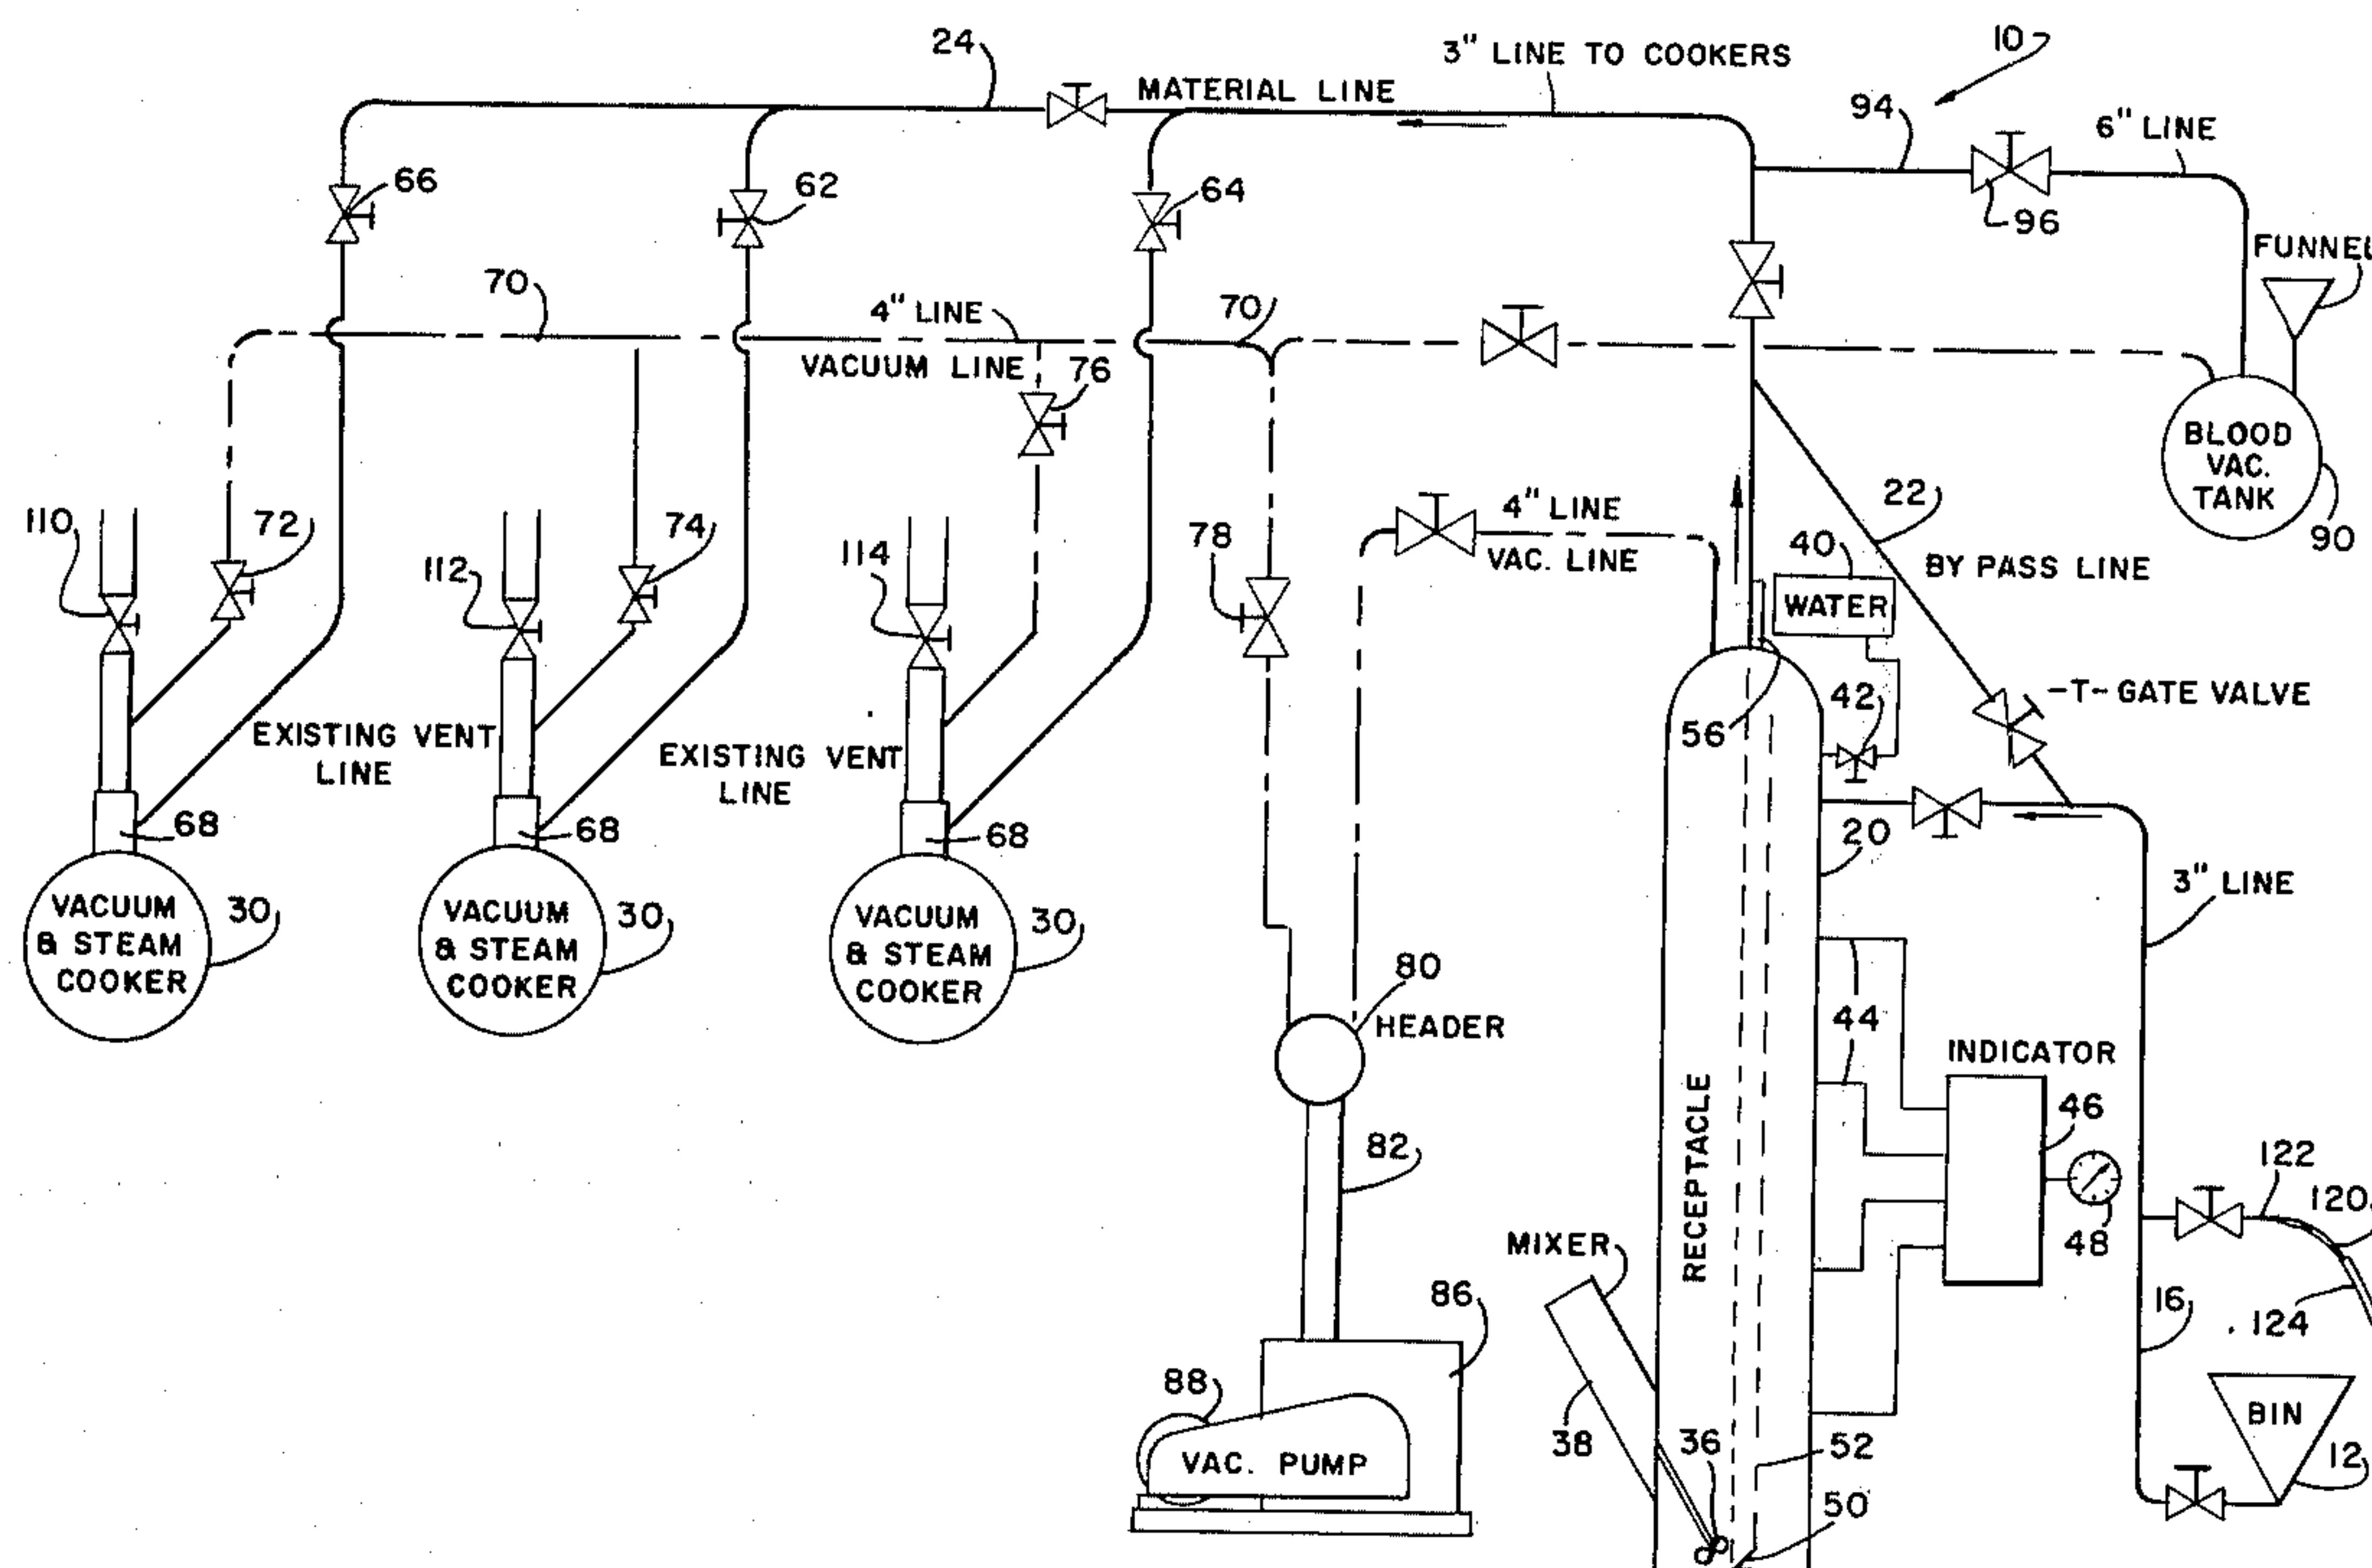 24
3" LINE TO COOKERS
10
MATERIAL LINE
94
6" LINE
66
62
64
96
FUNNEL
70
4" LINE
70
VACUUM LINE
76
BLOOD
VAC.
TANK
90
110
72
112
74
114
78
4" LINE
VAC. LINE
22
40
BY PASS LINE
WATER
-T- GATE VALVE
42
56
EXISTING VENT
LINE
EXISTING VENT
LINE
68
68
68
20
3" LINE
VACUUM
& STEAM
COOKER
30
VACUUM
& STEAM
COOKER
30
VACUUM
& STEAM
COOKER
30
80
HEADER
44
INDICATOR
46
48
RECEPTACLE
82
122
120
124
MIXER
86
16
88
VAC. PUMP
38
36
52
50
BIN
12